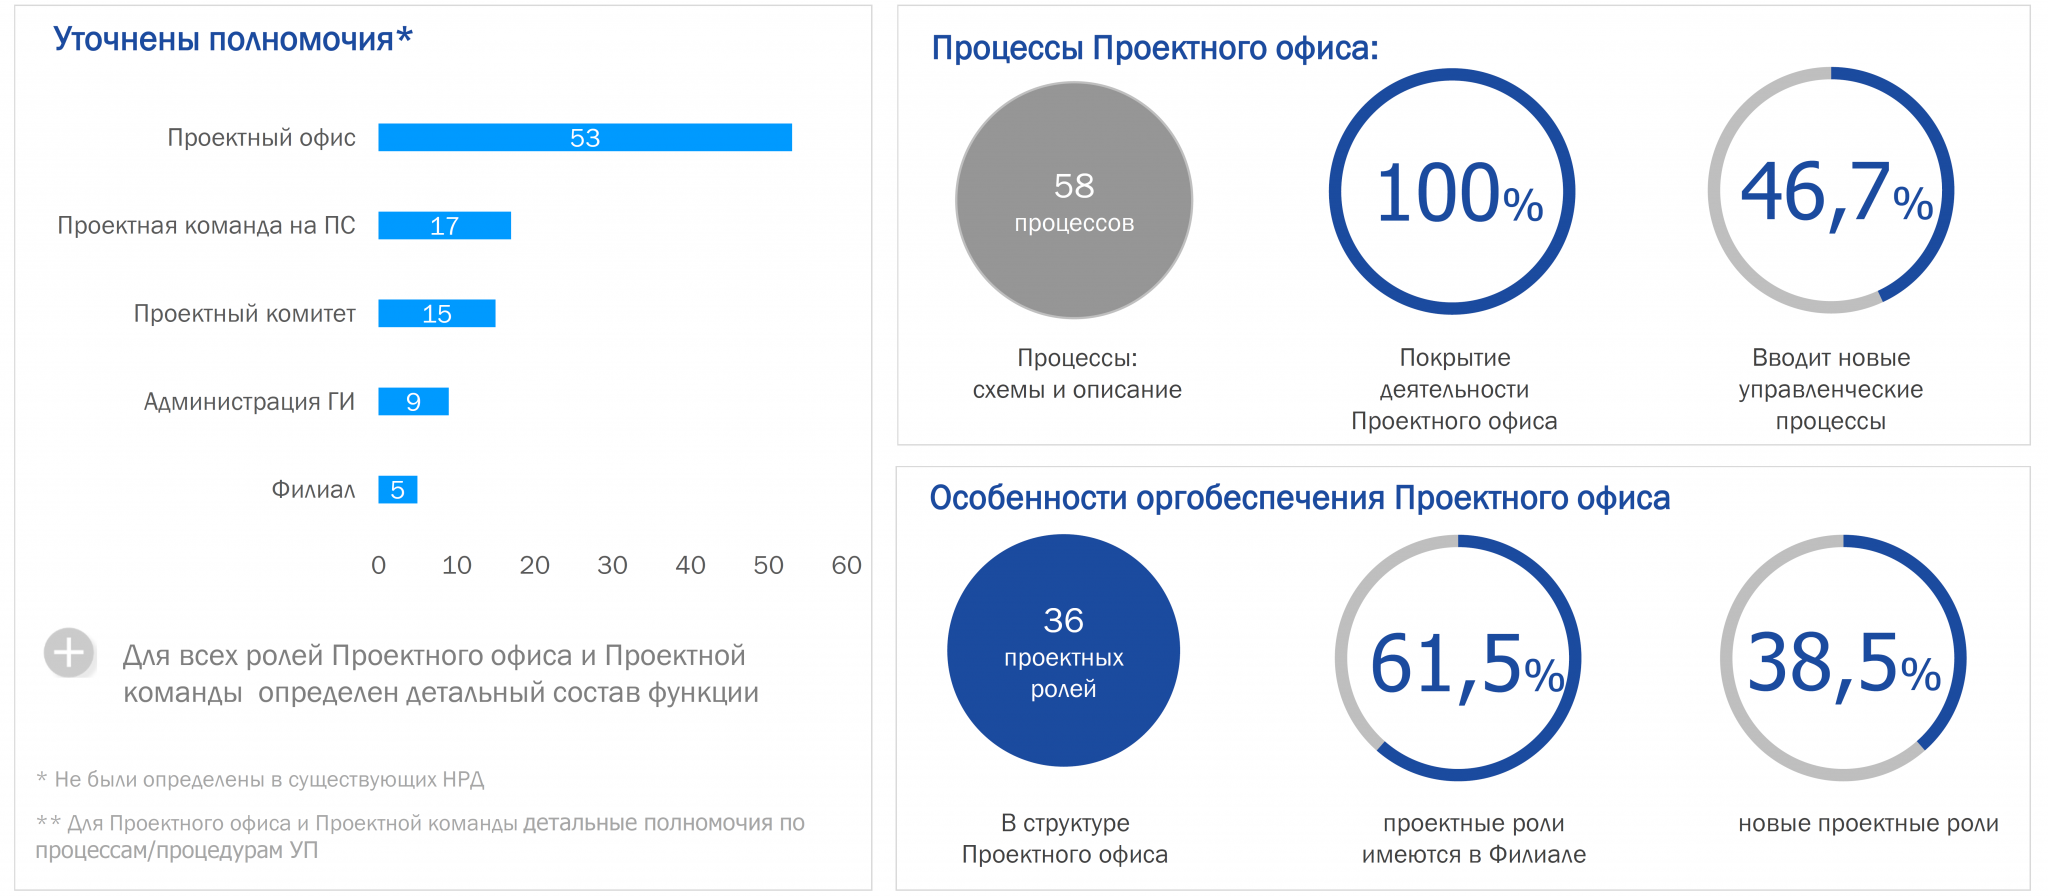 Уточнены полномочия*
Проектный офис
53
Проектная команда на ПС
17
Проектный комитет
15
Администрация ГИ
9
Филиал
5
0 10 20 30 40 50 60
Для всех ролей Проектного офиса и Проектной
команды определен детальный состав функции
* Не были определены в существующих НРД
** Для Проектного офиса и Проектной команды детальные полномочия по
процессам/процедурам УП
Процессы Проектного офиса:
58
процессов
Процессы:
схемы и описание
100%
Покрытие
деятельности
Проектного офиса
46,7%
Вводит новые
управленческие
процессы
Особенности оргобеспечения Проектного офиса
36
проектных
ролей
В структуре
Проектного офиса
61,5%
проектные роли
имеются в Филиале
38,5%
новые проектные роли